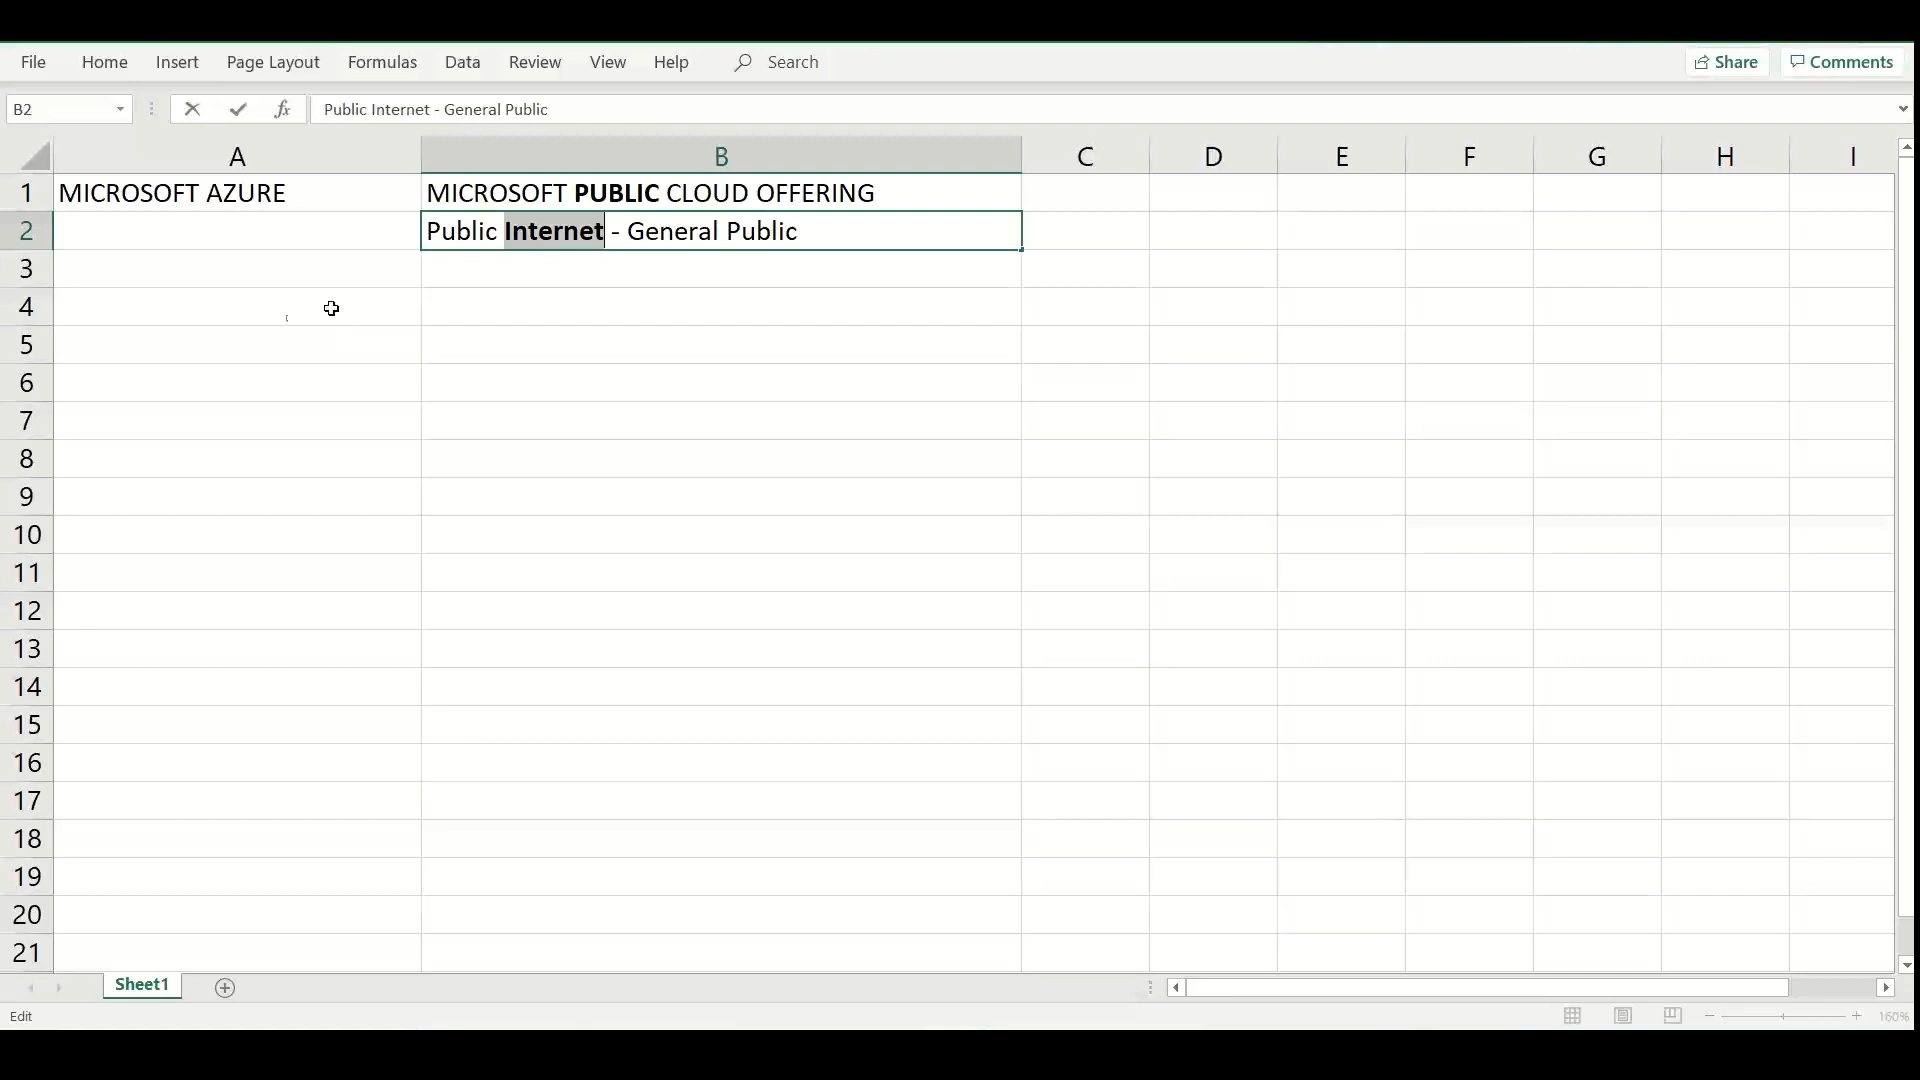 File Home Insert Page Layout Formulas Data Review View Help Search Share Comments
B2 fx Public Internet - General Public
A B C D E F G H I
1 MICROSOFT AZURE MICROSOFT PUBLIC CLOUD OFFERING
2 Public Internet - General Public
3
4
5
6
7
8
9
10
11
12
13
14
15
16
17
18
19
20
21
Sheet1
Edit 160%